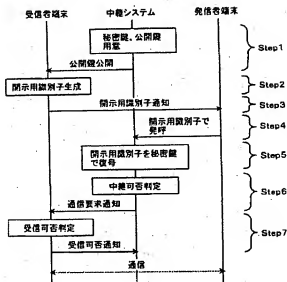 受信者端末
中継システム
発信者端末
秘密鍵、公開鍵
用意
Step1
公開鍵公開
開示用識別子生成
Step2
開示用識別子通知
Step3
開示用識別子で
発呼
Step4
開示用識別子を秘密鍵
で復号
Step5
中継可否判定
Step6
通信要求通知
受信可否判定
Step7
受信可否通知
通信